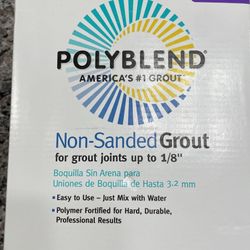 POLYBLEND®
AMERICA'S #1 GROUT
Non-Sanded Grout
for grout joints up to 1/8"
Boquilla Sin Arena para
Uniones de Boquilla de Hasta 3.2 mm
• Easy to Use – Just Mix with Water
• Polymer Fortified for Hard, Durable,
Professional Results